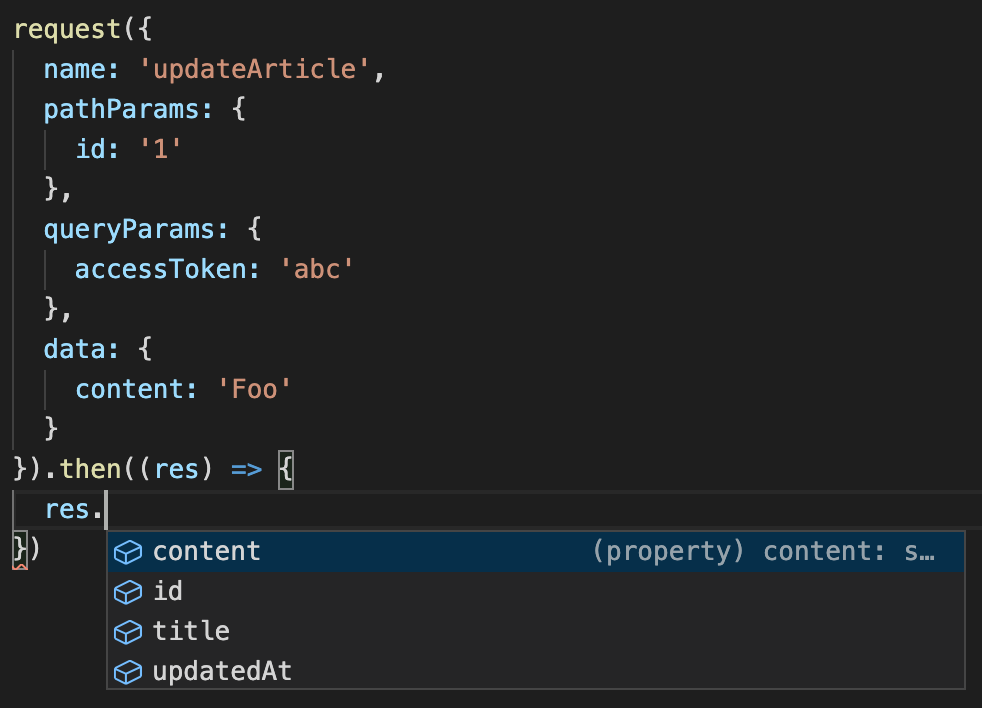 request({
name: 'updateArticle',
pathParams: {
id: '1'
},
queryParams: {
accessToken: 'abc'
},
data: {
content: 'Foo'
}
}).then((res) => {
res.
})
content (property) content: s…
id
title
updatedAt